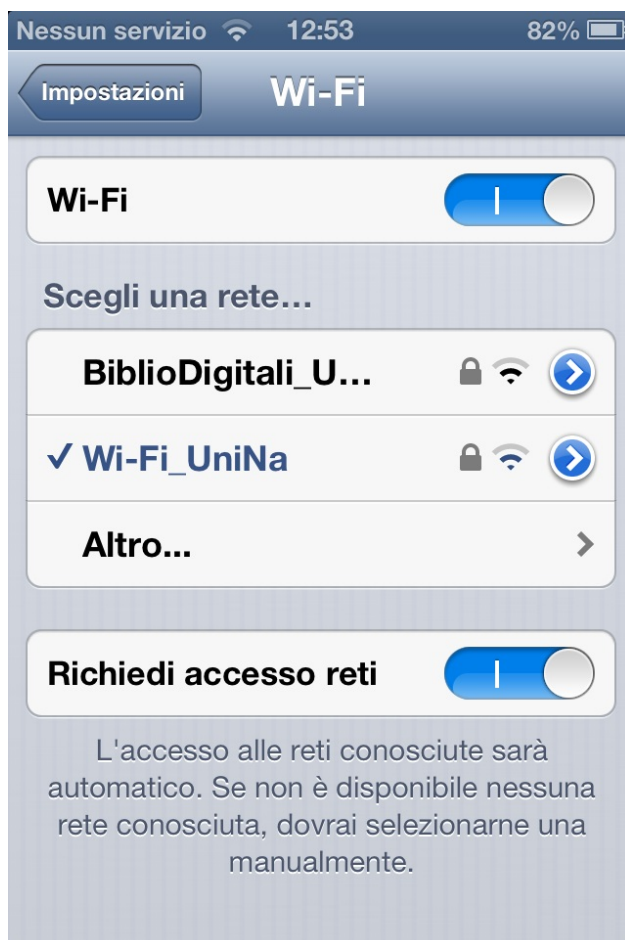 Nessun servizio 12:53 82%
Impostazioni Wi-Fi
Wi-Fi
Scegli una rete...
BiblioDigitali_U...
Wi-Fi_UniNa
Altro...
Richiedi accesso reti
L'accesso alle reti conosciute sarà
automatico. Se non è disponibile nessuna
rete conosciuta, dovrai selezionarne una
manualmente.